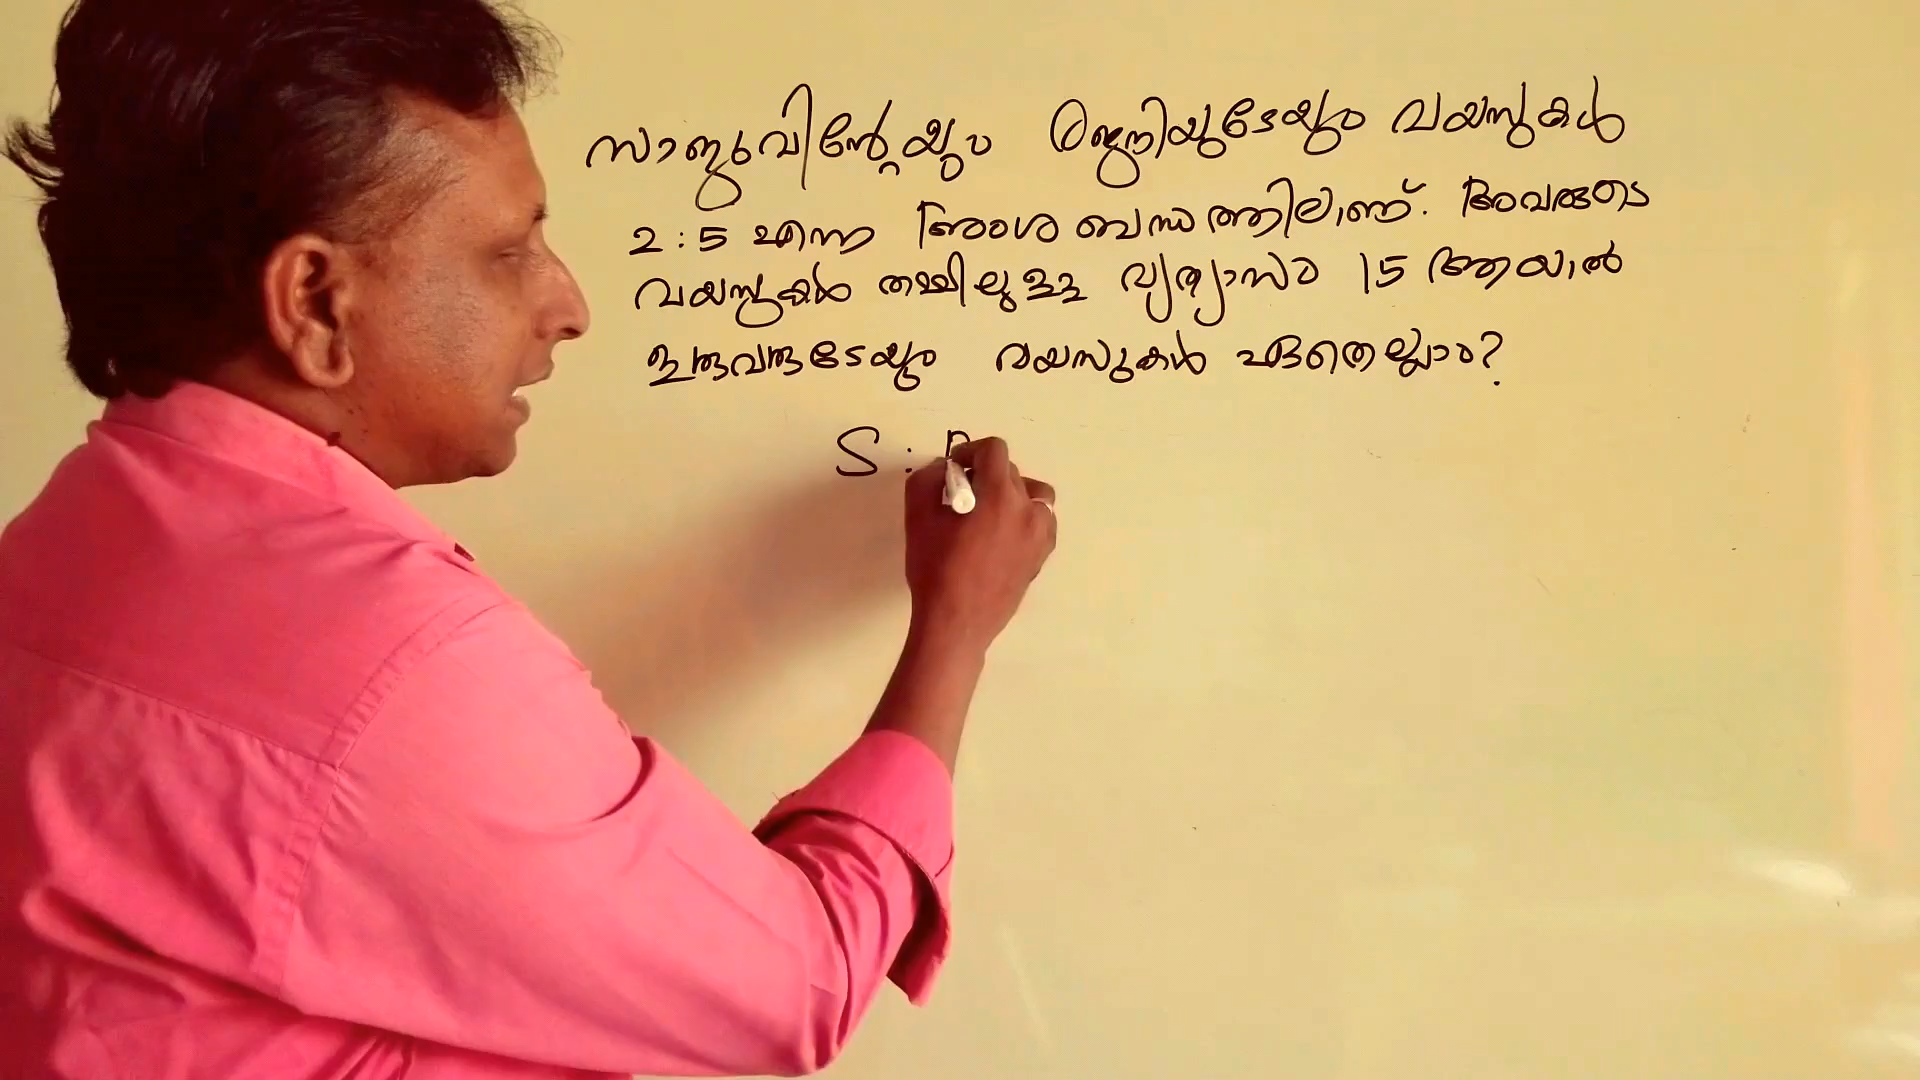 സാജുവിന്റേയും രജനിയുടേയും വയസുകൾ
2:5 എന്ന അംശബന്ധത്തിലാണ്. അവരുടെ
വയസുകൾ തമ്മിലുള്ള വ്യത്യാസം 15 ആയാൽ
ഇരുവരുടേയും വയസുകൾ ഏതെല്ലാം?
S : R